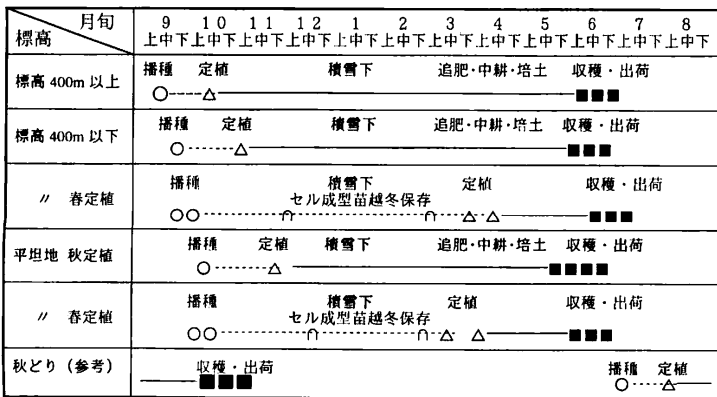 月旬
標高
9 10 11 12 1 2 3 4 5 6 7 8
上中下上中下上中下上中下上中下上中下上中下上中下上中下上中下上中下上中下
標高 400m 以上
播種 定植 積雪下 追肥・中耕・培土 収穫・出荷
標高 400m 以下
播種 定植 積雪下 追肥・中耕・培土 収穫・出荷
〃 春定植
播種 積雪下 定植 収穫・出荷
セル成型苗越冬保存
平坦地 秋定植
播種 定植 積雪下 追肥・中耕・培土 収穫・出荷
〃 春定植
播種 積雪下 定植 収穫・出荷
セル成型苗越冬保存
秋どり（参考）
収穫・出荷 播種 定植